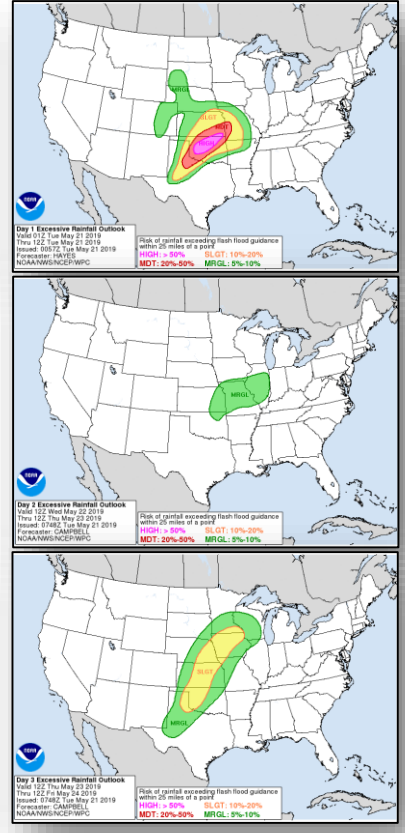 MRGL
SLGT
MDT
HIGH
NOAA
Day 1 Excessive Rainfall Outlook
Valid 01Z Tue May 21 2019
Thru 12Z Tue May 21 2019
Issued: 0057Z Tue May 21 2019
Forecaster: HAYES
NOAA/NWS/NCEP/WPC
Risk of rainfall exceeding flash flood guidance
within 25 miles of a point
HIGH: > 50% SLGT: 10%-20%
MDT: 20%-50% MRGL: 5%-10%
MRGL
NOAA
Day 2 Excessive Rainfall Outlook
Valid 12Z Wed May 22 2019
Thru 12Z Thu May 23 2019
Issued: 0748Z Tue May 21 2019
Forecaster: CAMPBELL
NOAA/NWS/NCEP/WPC
Risk of rainfall exceeding flash flood guidance
within 25 miles of a point
HIGH: > 50% SLGT: 10%-20%
MDT: 20%-50% MRGL: 5%-10%
SLGT
MRGL
NOAA
Day 3 Excessive Rainfall Outlook
Valid 12Z Thu May 23 2019
Thru 12Z Fri May 24 2019
Issued: 0748Z Tue May 21 2019
Forecaster: CAMPBELL
NOAA/NWS/NCEP/WPC
Risk of rainfall exceeding flash flood guidance
within 25 miles of a point
HIGH: > 50% SLGT: 10%-20%
MDT: 20%-50% MRGL: 5%-10%